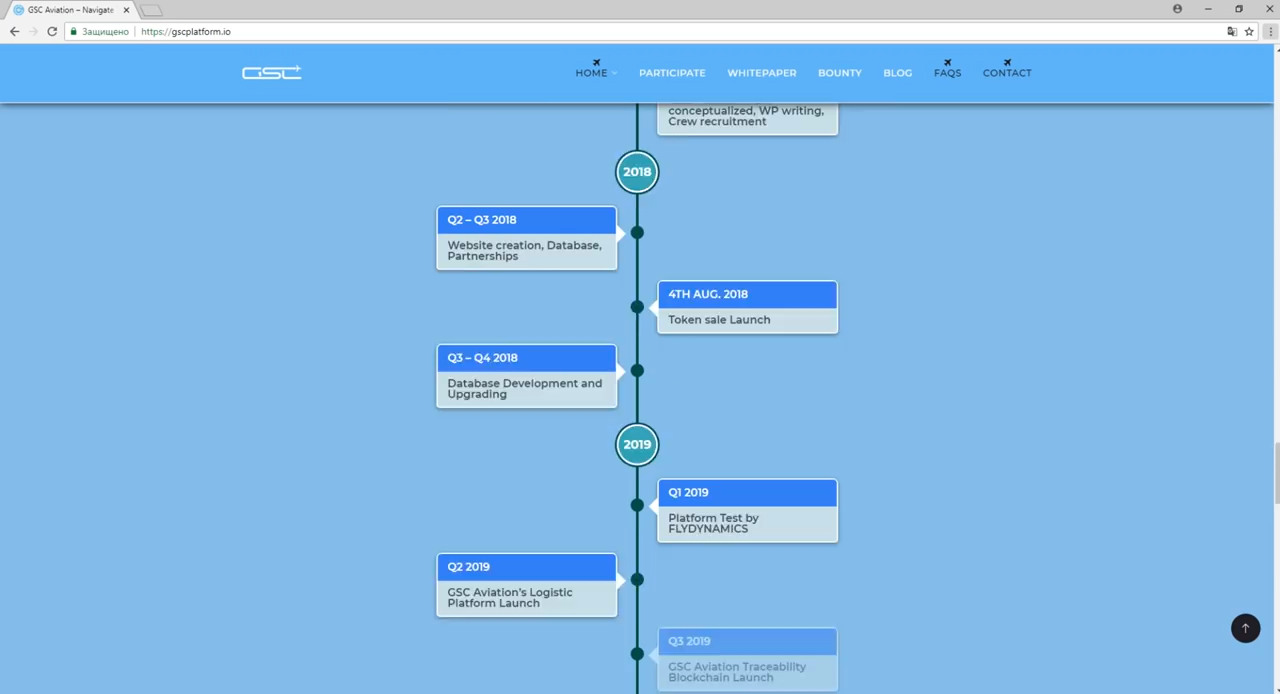 GSC Aviation – Navigate
Защищено
https://gscplatform.io
GSC
HOME
PARTICIPATE
WHITEPAPER
BOUNTY
BLOG
FAQS
CONTACT
conceptualized, WP writing,
Crew recruitment
2018
Q2 – Q3 2018
Website creation, Database,
Partnerships
4TH AUG. 2018
Token sale Launch
Q3 – Q4 2018
Database Development and
Upgrading
2019
Q1 2019
Platform Test by
FLYDYNAMICS
Q2 2019
GSC Aviation's Logistic
Platform Launch
Q3 2019
GSC Aviation Traceability
Blockchain Launch